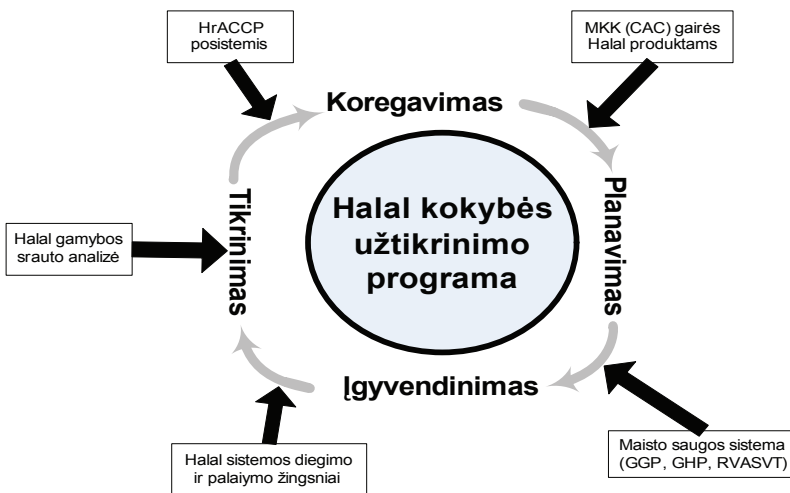 HrACCP
posistemis
MKK (CAC) gairės
Halal produktams
Koregavimas
Tikrinimas
Halal kokybės
užtikrinimo
programa
Planavimas
Halal gamybos
srauto analizė
Įgyvendinimas
Halal sistemos diegimo
ir palaiymo žingsniai
Maisto saugos sistema
(GGP, GHP, RVASVT)